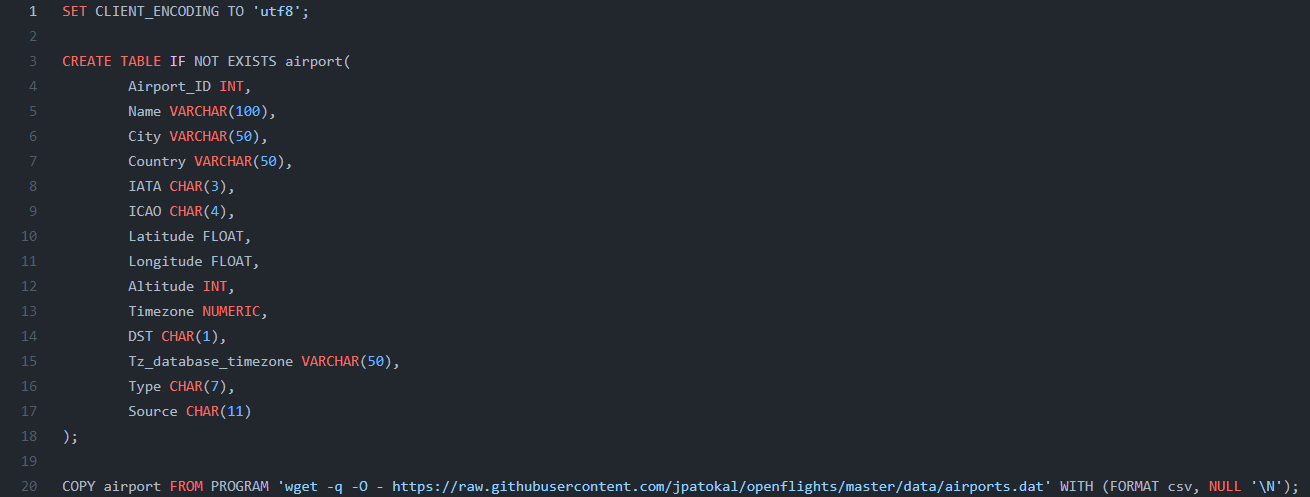 1 SET CLIENT_ENCODING TO 'utf8';
2
3 CREATE TABLE IF NOT EXISTS airport(
4 Airport_ID INT,
5 Name VARCHAR(100),
6 City VARCHAR(50),
7 Country VARCHAR(50),
8 IATA CHAR(3),
9 ICAO CHAR(4),
10 Latitude FLOAT,
11 Longitude FLOAT,
12 Altitude INT,
13 Timezone NUMERIC,
14 DST CHAR(1),
15 Tz_database_timezone VARCHAR(50),
16 Type CHAR(7),
17 Source CHAR(11)
18 );
19
20 COPY airport FROM PROGRAM 'wget -q -O - https://raw.githubusercontent.com/jpatokal/openflights/master/data/airports.dat' WITH (FORMAT csv, NULL '\N');